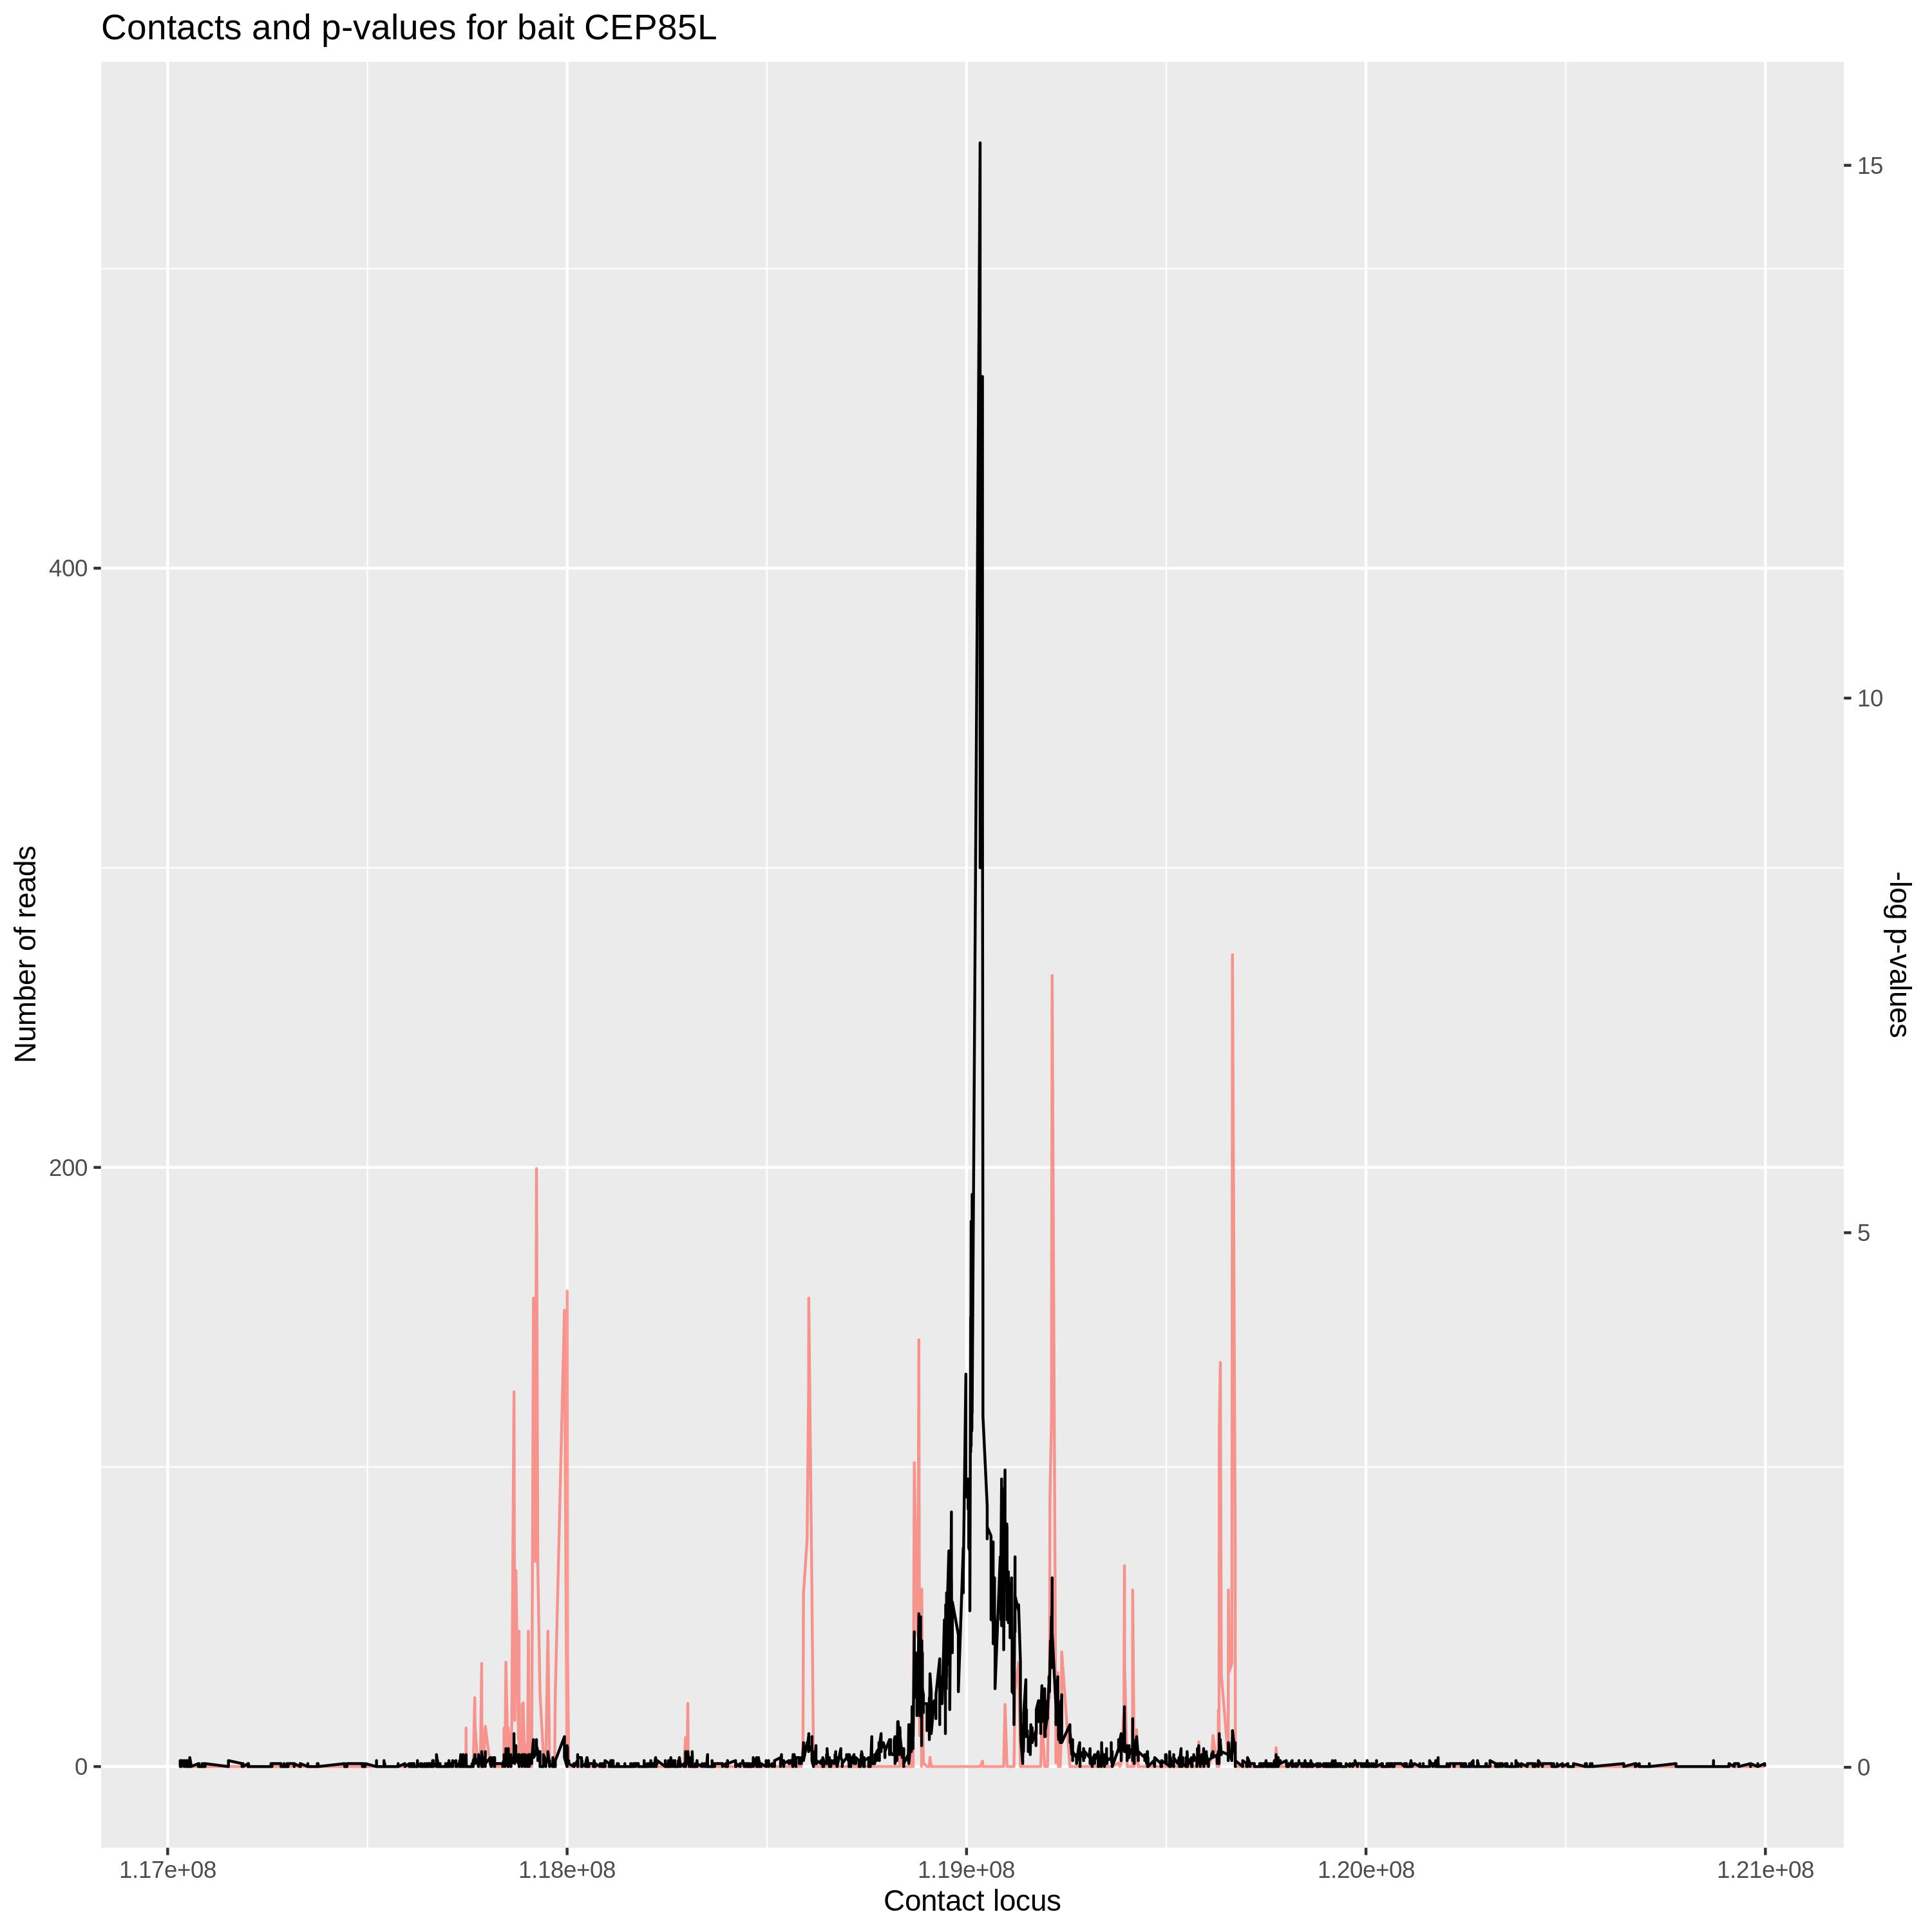 Contacts and p-values for bait CEP85L
Number of reads
400
200
0
15
10
5
0
-log p-values
1.17e+08
1.18e+08
1.19e+08
1.20e+08
1.21e+08
Contact locus